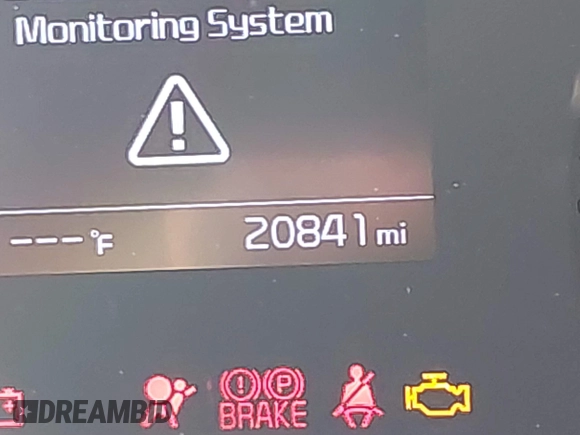 Monitoring System
---°F 20841 mi
(!) (P)
BRAKE
DREAMBID